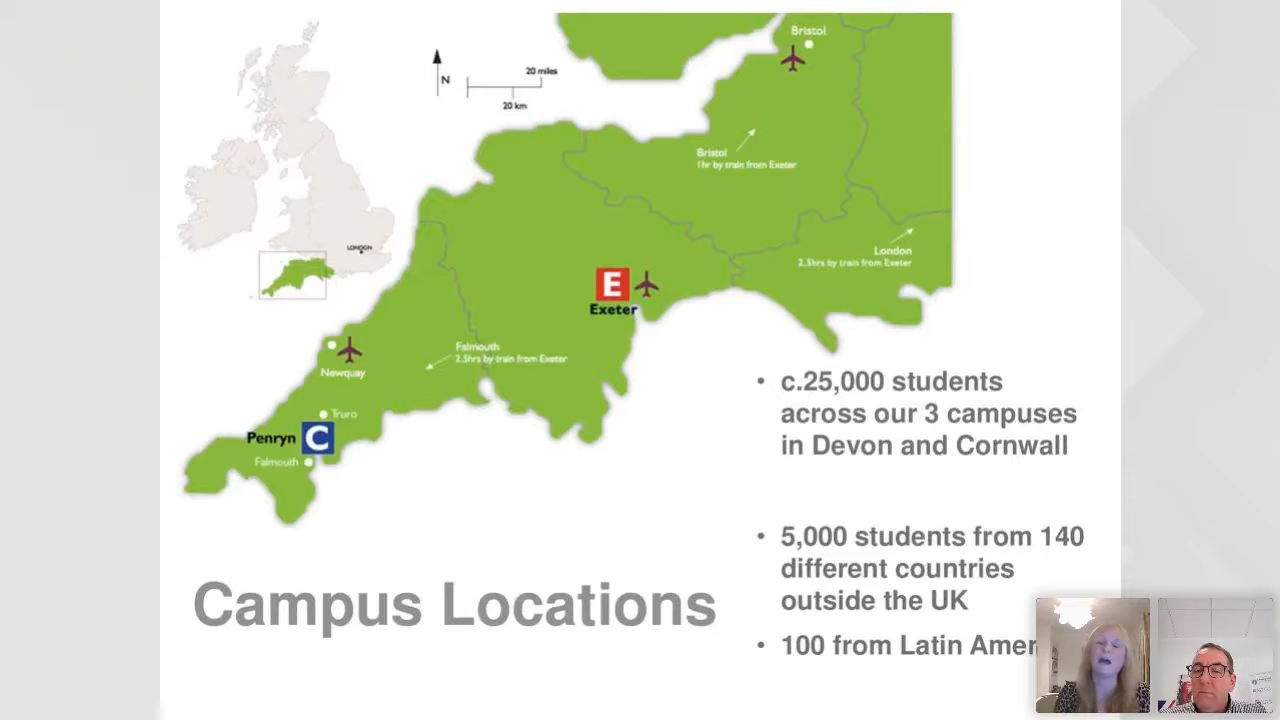 Bristol
20 miles
N
20 km
Bristol
1hr by train from Exeter
LONDON
London
2.5hrs by train from Exeter
E
Exeter
Falmouth
2.5hrs by train from Exeter
Newquay
Truro
Penryn
C
Falmouth
• c.25,000 students
across our 3 campuses
in Devon and Cornwall
• 5,000 students from 140
different countries
outside the UK
• 100 from Latin Amer
Campus Locations